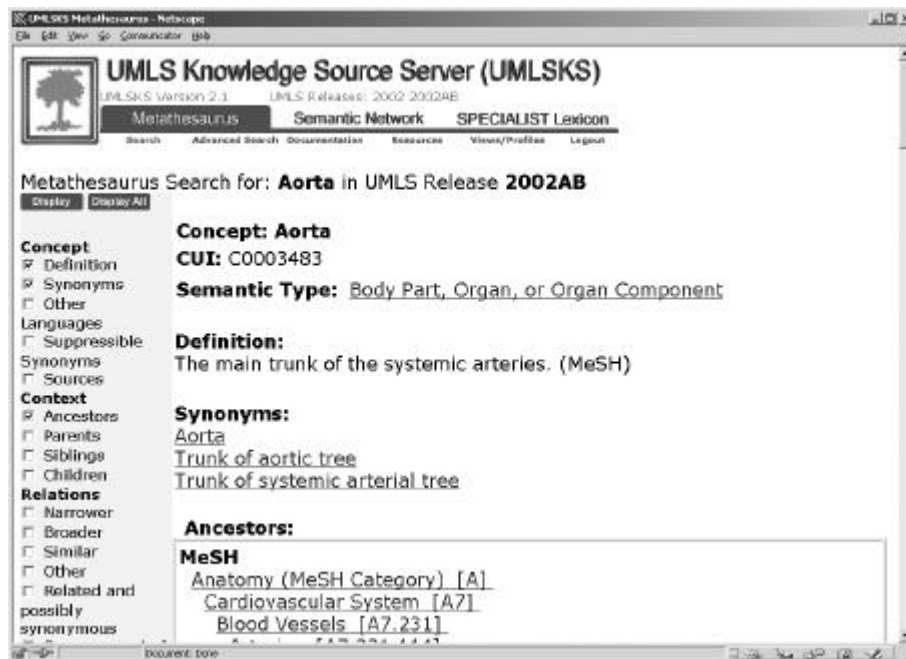 UMLSKS Metathesaurus - Netscape
File Edit View Go Communicator Help
UMLS Knowledge Source Server (UMLSKS)
UMLSKS Version 2.1 UMLS Releases: 2002 2002AB
Metathesaurus Semantic Network SPECIALIST Lexicon
Search Advanced Search Documentation Resources Views/Profiles Logout
Metathesaurus Search for: Aorta in UMLS Release 2002AB
Display Display All
Concept: Aorta
CUI: C0003483
Semantic Type: Body Part, Organ, or Organ Component
Definition:
The main trunk of the systemic arteries. (MeSH)
Synonyms:
Aorta
Trunk of aortic tree
Trunk of systemic arterial tree
Ancestors:
MeSH
Anatomy (MeSH Category) [A]
Cardiovascular System [A7]
Blood Vessels [A7.231]
Concept
Definition
Synonyms
Other
Languages
Suppressible
Synonyms
Sources
Context
Ancestors
Parents
Siblings
Children
Relations
Narrower
Broader
Similar
Other
Related and
possibly
synonymous
Document: Done